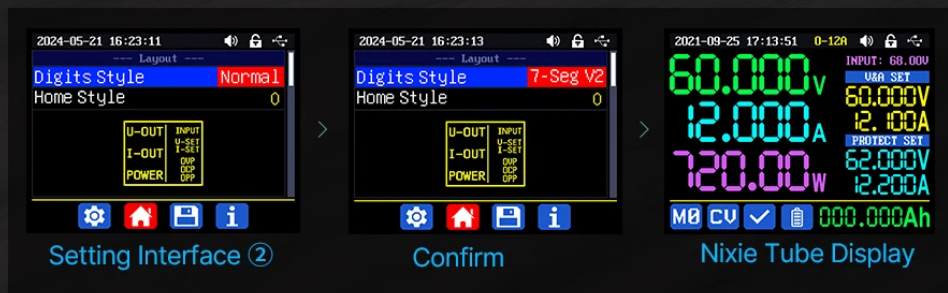 2024-05-21 16:23:11
--- Layout ---
Digits Style Normal
Home Style 0
U-OUT INPUT
V-SET
I-OUT I-SET
OVP
OCP
POWER OPP
i
Setting Interface ②
>
2024-05-21 16:23:13
--- Layout ---
Digits Style 7-Seg V2
Home Style 0
U-OUT INPUT
V-SET
I-OUT I-SET
OVP
OCP
POWER OPP
i
Confirm
>
2021-09-25 17:13:51 0-12A
INPUT: 68.00V
60.000V
V&A SET
60.000V
12.000A
12.100A
PROTECT SET
62.000V
720.00W
12.200A
M0 CV 000.000Ah
Nixie Tube Display